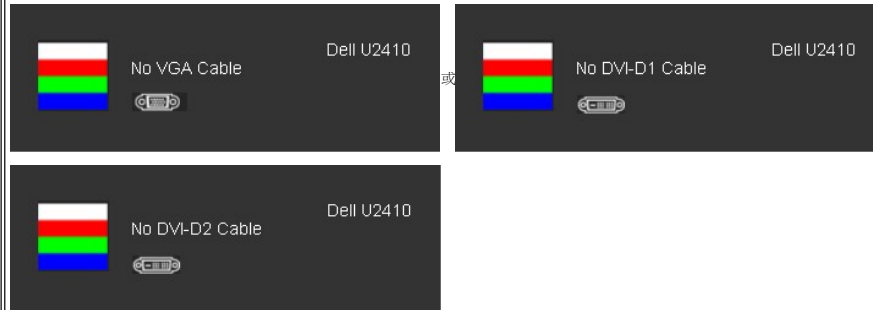 Dell U2410
No VGA Cable
或
Dell U2410
No DVI-D1 Cable
Dell U2410
No DVI-D2 Cable